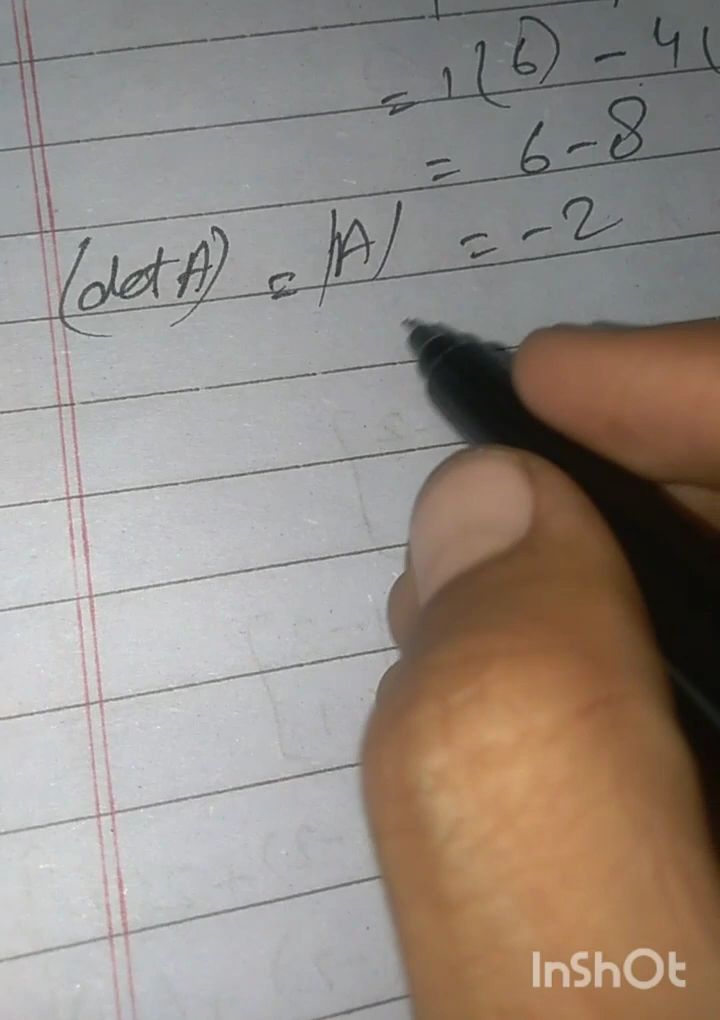 = 1(6) - 4(
= 6-8
(det A) = |A| = -2
InShOt